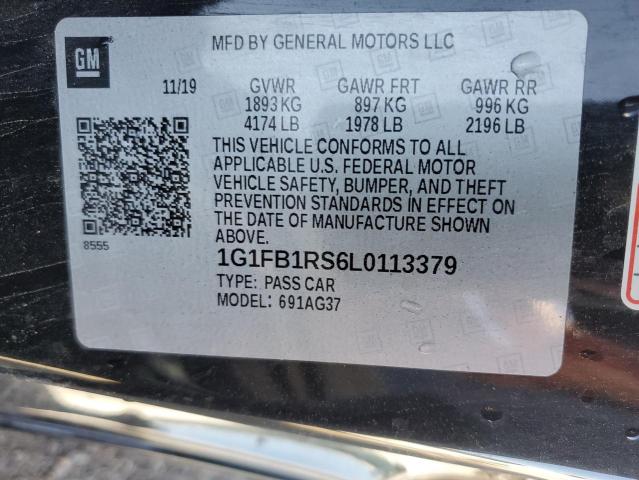 GM
MFD BY GENERAL MOTORS LLC
11/19 GVWR GAWR FRT GAWR RR
1893 KG 897 KG 996 KG
4174 LB 1978 LB 2196 LB
THIS VEHICLE CONFORMS TO ALL
APPLICABLE U.S. FEDERAL MOTOR
VEHICLE SAFETY, BUMPER, AND THEFT
PREVENTION STANDARDS IN EFFECT ON
THE DATE OF MANUFACTURE SHOWN
ABOVE.
8555
1G1FB1RS6L0113379
TYPE: PASS CAR
MODEL: 691AG37